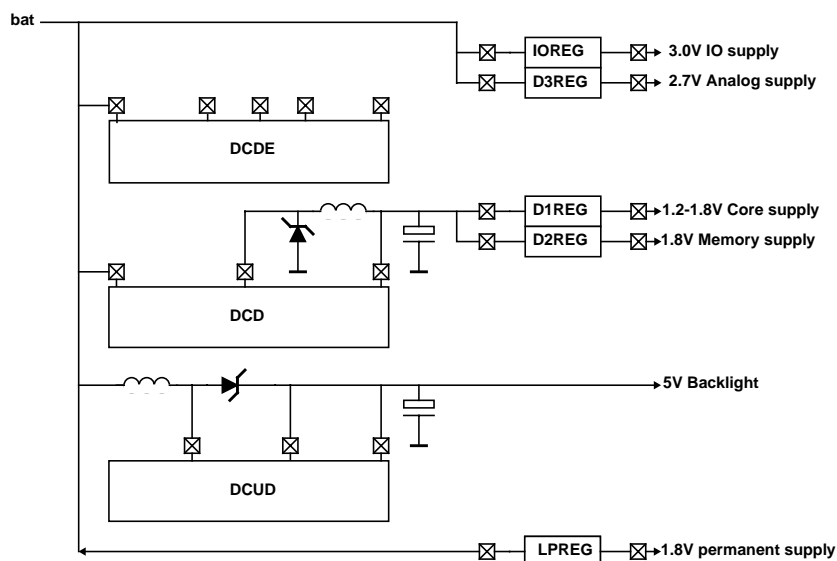 bat
IOREG 3.0V IO supply
D3REG 2.7V Analog supply
DCDE
D1REG 1.2-1.8V Core supply
D2REG 1.8V Memory supply
DCD
5V Backlight
DCUD
LPREG 1.8V permanent supply